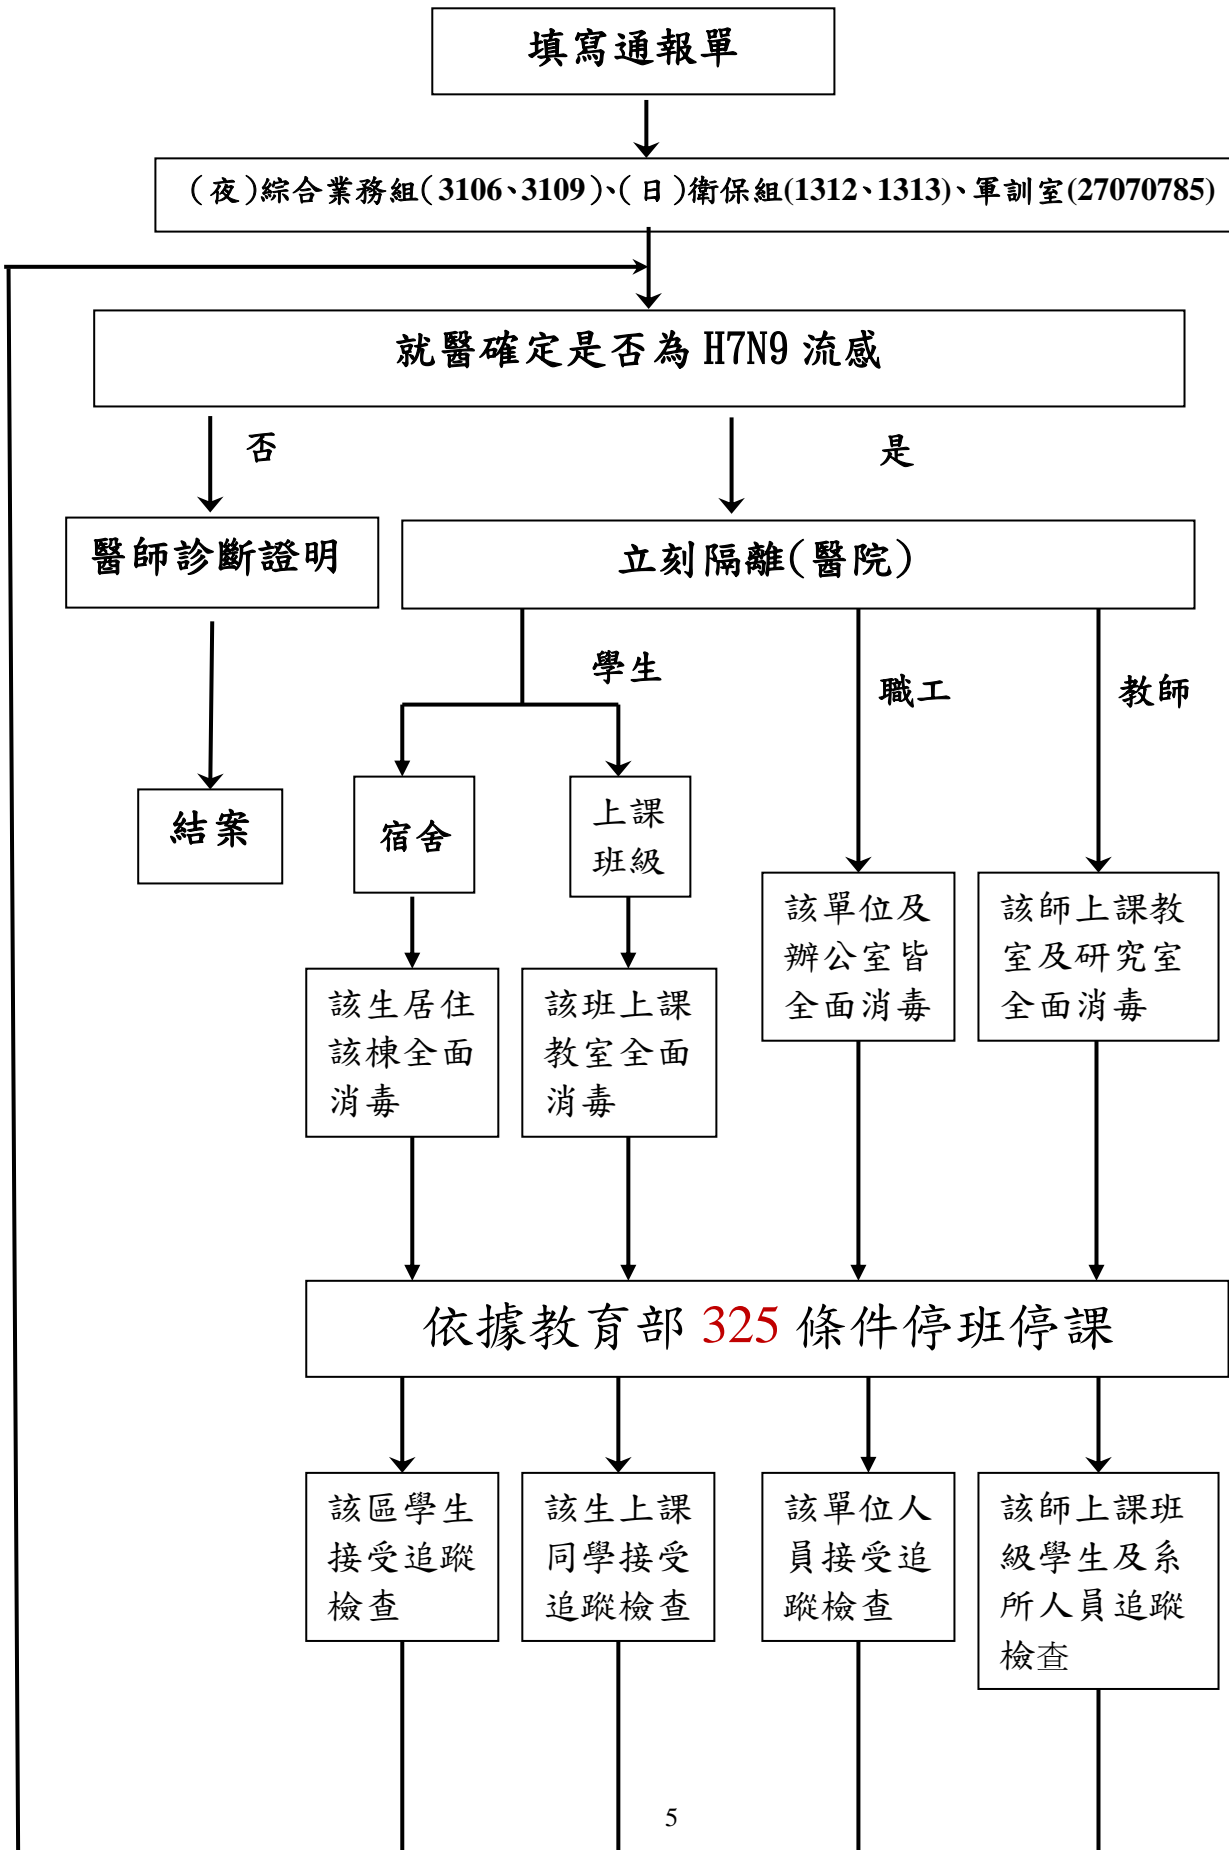 填寫通報單
(夜)綜合業務組(3106、3109)、(日)衛保組(1312、1313)、軍訓室(27070785)
就醫確定是否為 H7N9 流感
否
是
醫師診斷證明
立刻隔離(醫院)
學生
職工
教師
結案
宿舍
上課
班級
該單位及
辦公室皆
全面消毒
該師上課教
室及研究室
全面消毒
該生居住
該棟全面
消毒
該班上課
教室全面
消毒
依據教育部 325 條件停班停課
該區學生
接受追蹤
檢查
該生上課
同學接受
追蹤檢查
該單位人
員接受追
蹤檢查
該師上課班
級學生及系
所人員追蹤
檢查
5